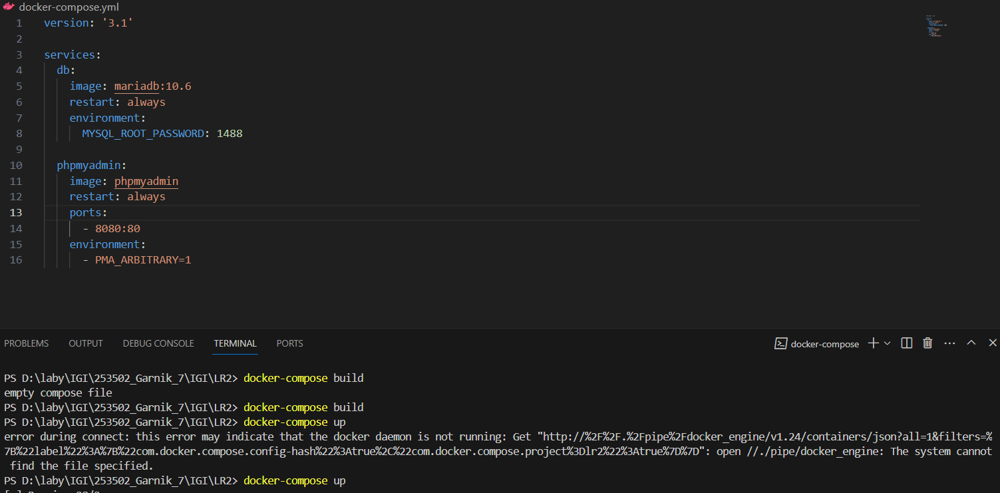 docker-compose.yml
1 version: '3.1'
2
3 services:
4 db:
5 image: mariadb:10.6
6 restart: always
7 environment:
8 MYSQL_ROOT_PASSWORD: 1488
9
10 phpmyadmin:
11 image: phpmyadmin
12 restart: always
13 ports:
14 - 8080:80
15 environment:
16 - PMA_ARBITRARY=1
PROBLEMS OUTPUT DEBUG CONSOLE TERMINAL PORTS docker-compose
PS D:\laby\IGI\253502_Garnik_7\IGI\LR2> docker-compose build
empty compose file
PS D:\laby\IGI\253502_Garnik_7\IGI\LR2> docker-compose build
PS D:\laby\IGI\253502_Garnik_7\IGI\LR2> docker-compose up
error during connect: this error may indicate that the docker daemon is not running: Get "http://%2F%2F.%2Fpipe%2Fdocker_engine/v1.24/containers/json?all=1&filters=%
7B%22label%22%3A%7B%22com.docker.compose.config-hash%22%3Atrue%2C%22com.docker.compose.project%3Dlr2%22%3Atrue%7D%7D": open //./pipe/docker_engine: The system cannot
find the file specified.
PS D:\laby\IGI\253502_Garnik_7\IGI\LR2> docker-compose up